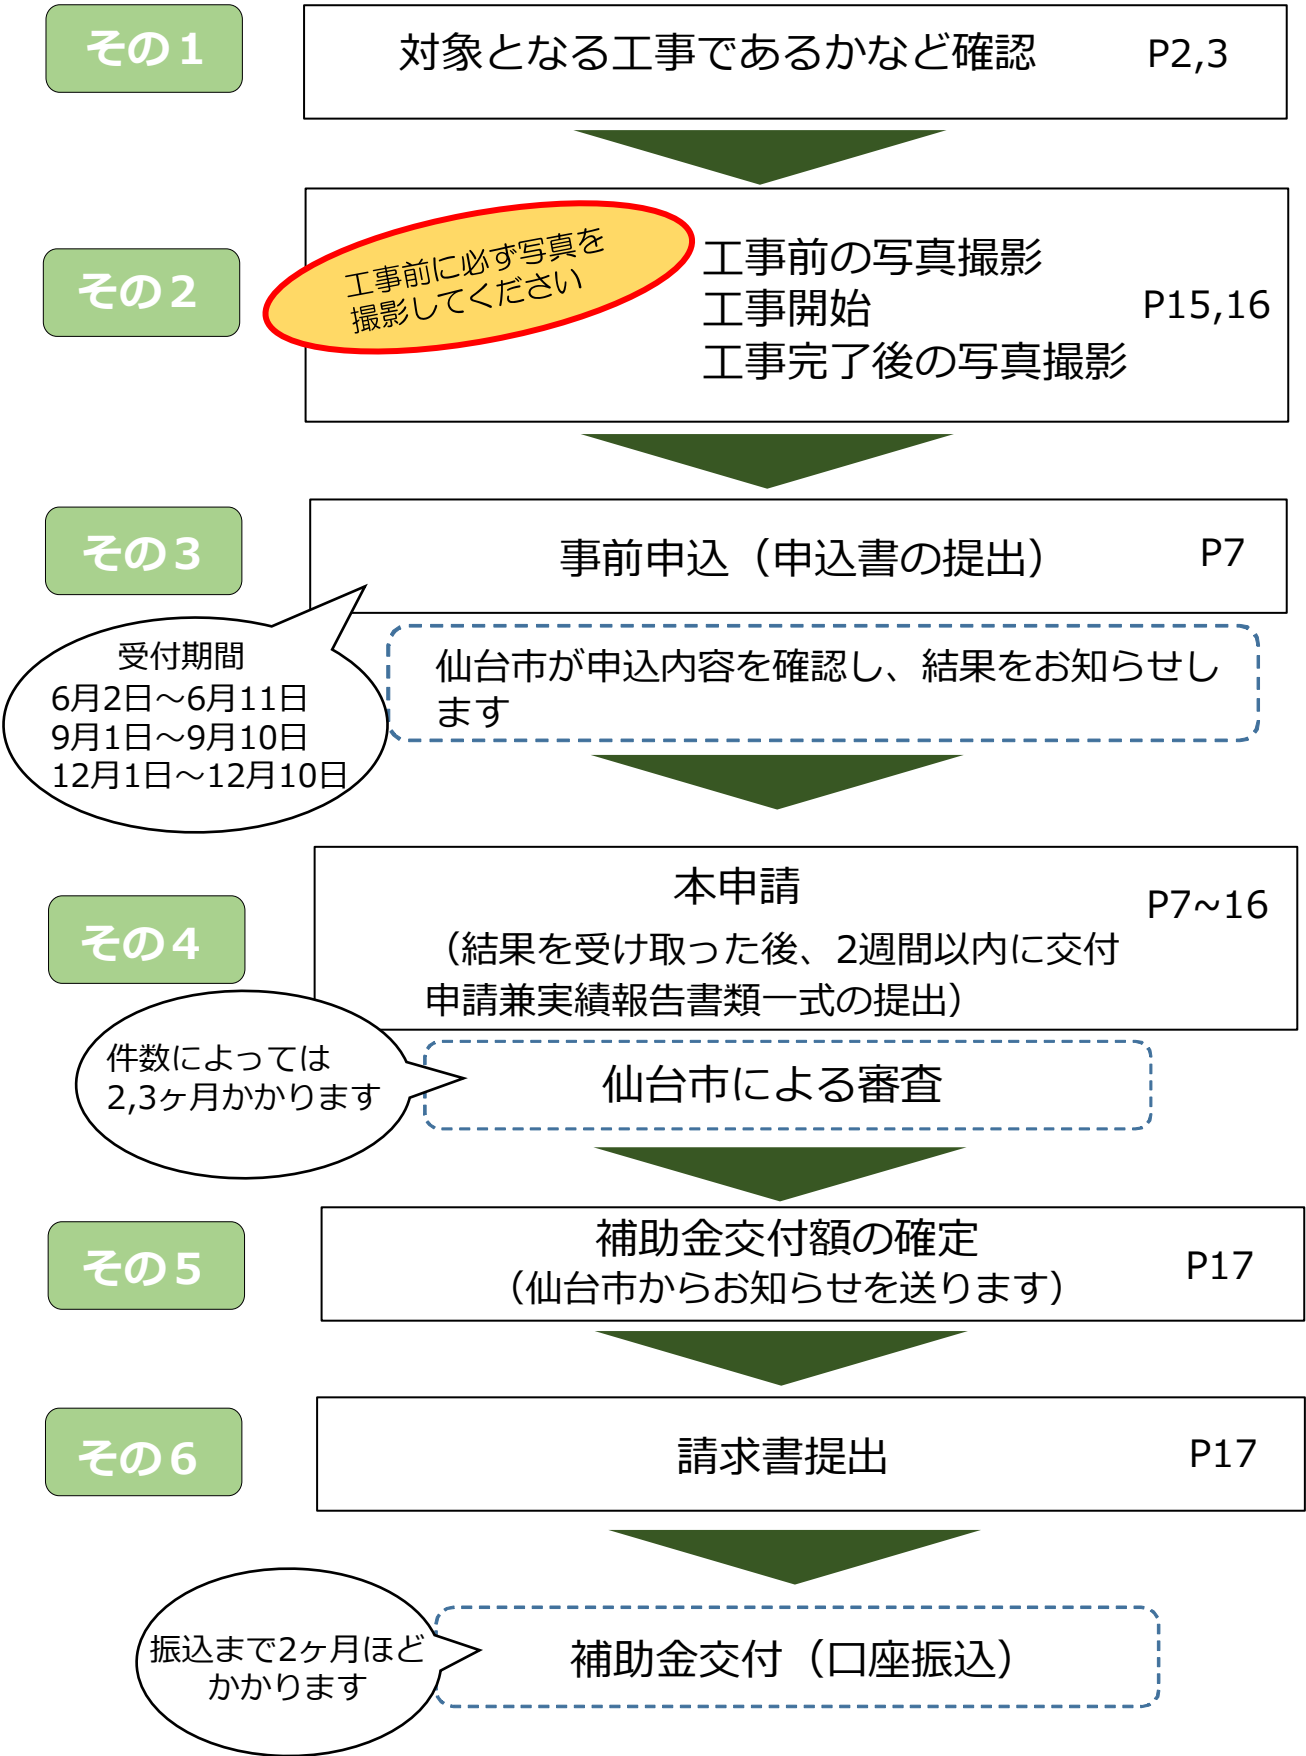 その１
対象となる工事であるかなど確認
P2,3
その２
工事前に必ず写真を
撮影してください
工事前の写真撮影
工事開始
工事完了後の写真撮影
P15,16
その３
事前申込（申込書の提出）
P7
受付期間
6月2日～6月11日
9月1日～9月10日
12月1日～12月10日
仙台市が申込内容を確認し、結果をお知らせし
ます
その４
本申請
P7~16
（結果を受け取った後、2週間以内に交付
申請兼実績報告書類一式の提出）
件数によっては
2,3ヶ月かかります
仙台市による審査
その５
補助金交付額の確定
（仙台市からお知らせを送ります）
P17
その６
請求書提出
P17
振込まで2ヶ月ほど
かかります
補助金交付（口座振込）